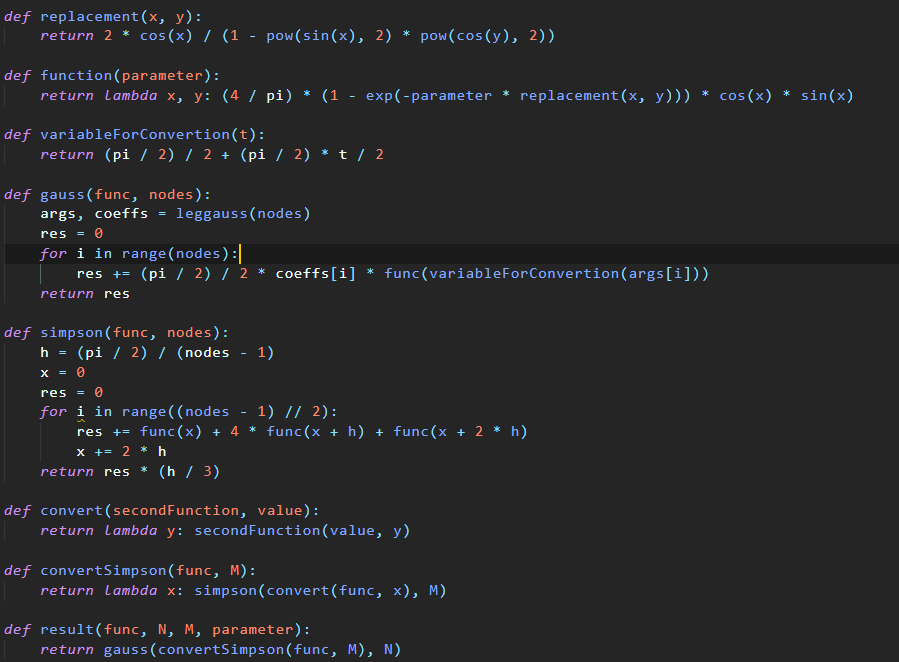 def replacement(x, y):
    return 2 * cos(x) / (1 - pow(sin(x), 2) * pow(cos(y), 2))
def function(parameter):
    return lambda x, y: (4 / pi) * (1 - exp(-parameter * replacement(x, y))) * cos(x) * sin(x)
def variableForConvertion(t):
    return (pi / 2) / 2 + (pi / 2) * t / 2
def gauss(func, nodes):
    args, coeffs = leggauss(nodes)
    res = 0
    for i in range(nodes):
        res += (pi / 2) / 2 * coeffs[i] * func(variableForConvertion(args[i]))
    return res
def simpson(func, nodes):
    h = (pi / 2) / (nodes - 1)
    x = 0
    res = 0
    for i in range((nodes - 1) // 2):
        res += func(x) + 4 * func(x + h) + func(x + 2 * h)
        x += 2 * h
    return res * (h / 3)
def convert(secondFunction, value):
    return lambda y: secondFunction(value, y)
def convertSimpson(func, M):
    return lambda x: simpson(convert(func, x), M)
def result(func, N, M, parameter):
    return gauss(convertSimpson(func, M), N)